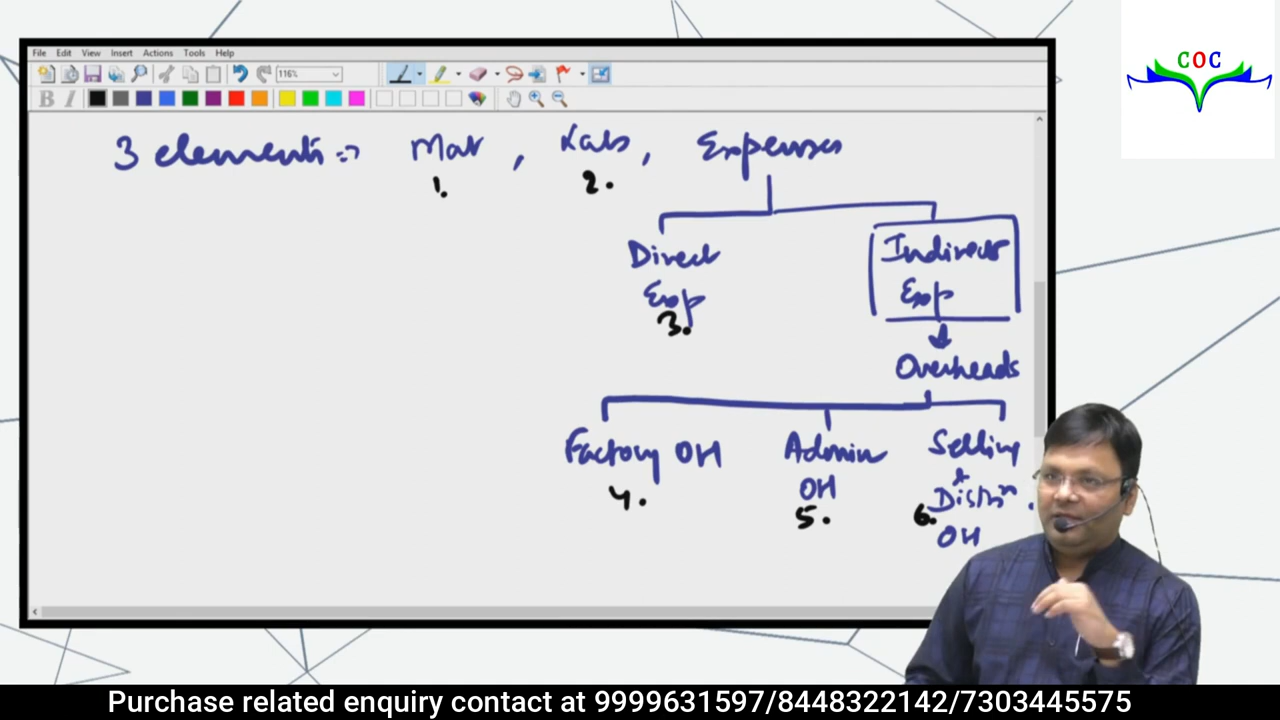 COC
File Edit View Insert Actions Tools Help
116%
B I
3 elements => Mat, Lab, Expenses
1. 2.
Direct Indirect
Exp Exp
3.
Overheads
Factory OH Admin Selling
OH &
4. 5. 6. Distbn.
OH
Purchase related enquiry contact at 9999631597/8448322142/7303445575